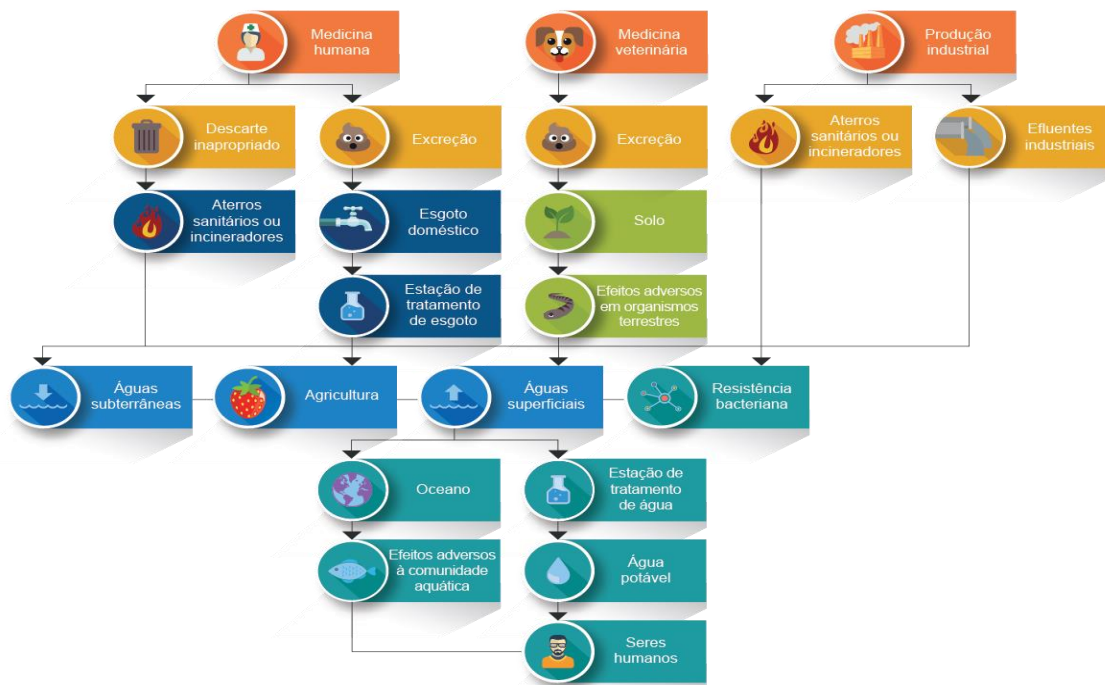 Medicina
humana
Medicina
veterinária
Produção
industrial
Descarte
inapropriado
Excreção
Excreção
Aterros
sanitários ou
incineradores
Efluentes
industriais
Aterros
sanitários ou
incineradores
Esgoto
doméstico
Solo
Estação de
tratamento
de esgoto
Efeitos adversos
em organismos
terrestres
Águas
subterrâneas
Agricultura
Águas
superficiais
Resistência
bacteriana
Oceano
Estação de
tratamento
de água
Efeitos adversos
à comunidade
aquática
Água
potável
Seres
humanos